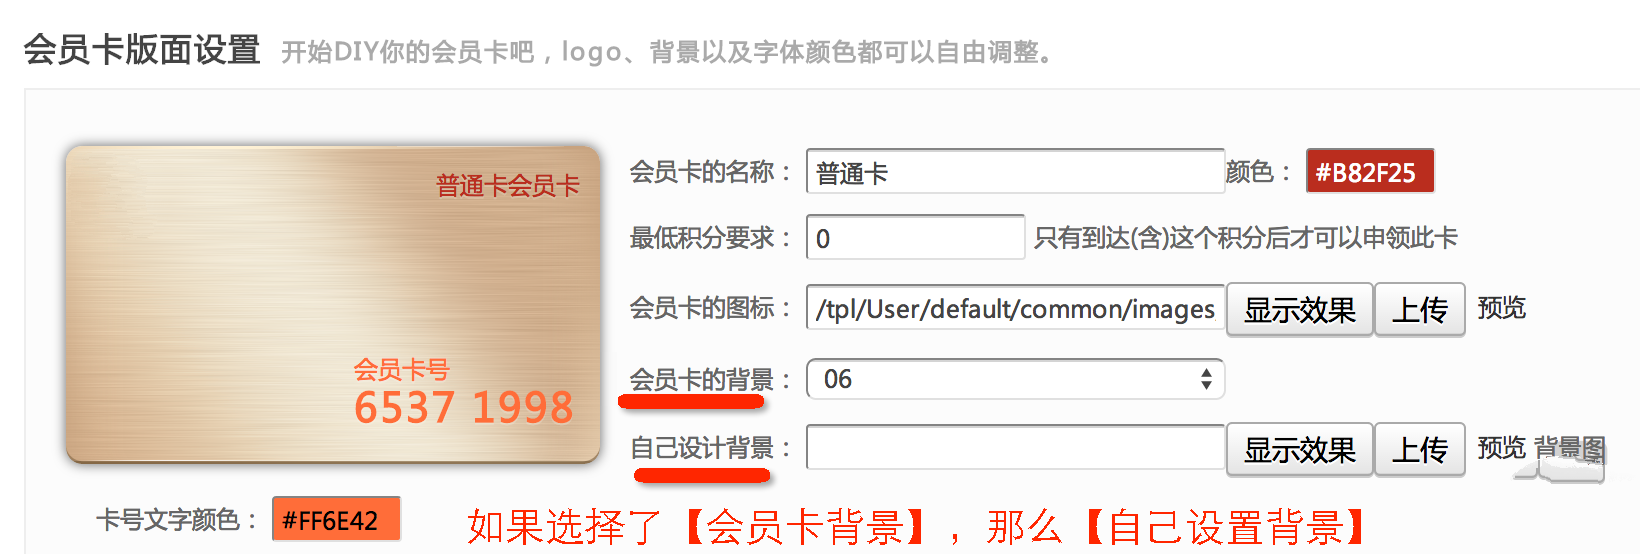 会员卡版面设置 开始DIY你的会员卡吧，logo、背景以及字体颜色都可以自由调整。
普通卡会员卡
会员卡号
6537 1998
卡号文字颜色： #FF6E42
会员卡的名称： 普通卡 颜色： #B82F25
最低积分要求： 0 只有到达(含)这个积分后才可以申领此卡
会员卡的图标： /tpl/User/default/common/images 显示效果 上传 预览
会员卡的背景： 06
自己设计背景： 显示效果 上传 预览 背景图
如果选择了【会员卡背景】，那么【自己设置背景】